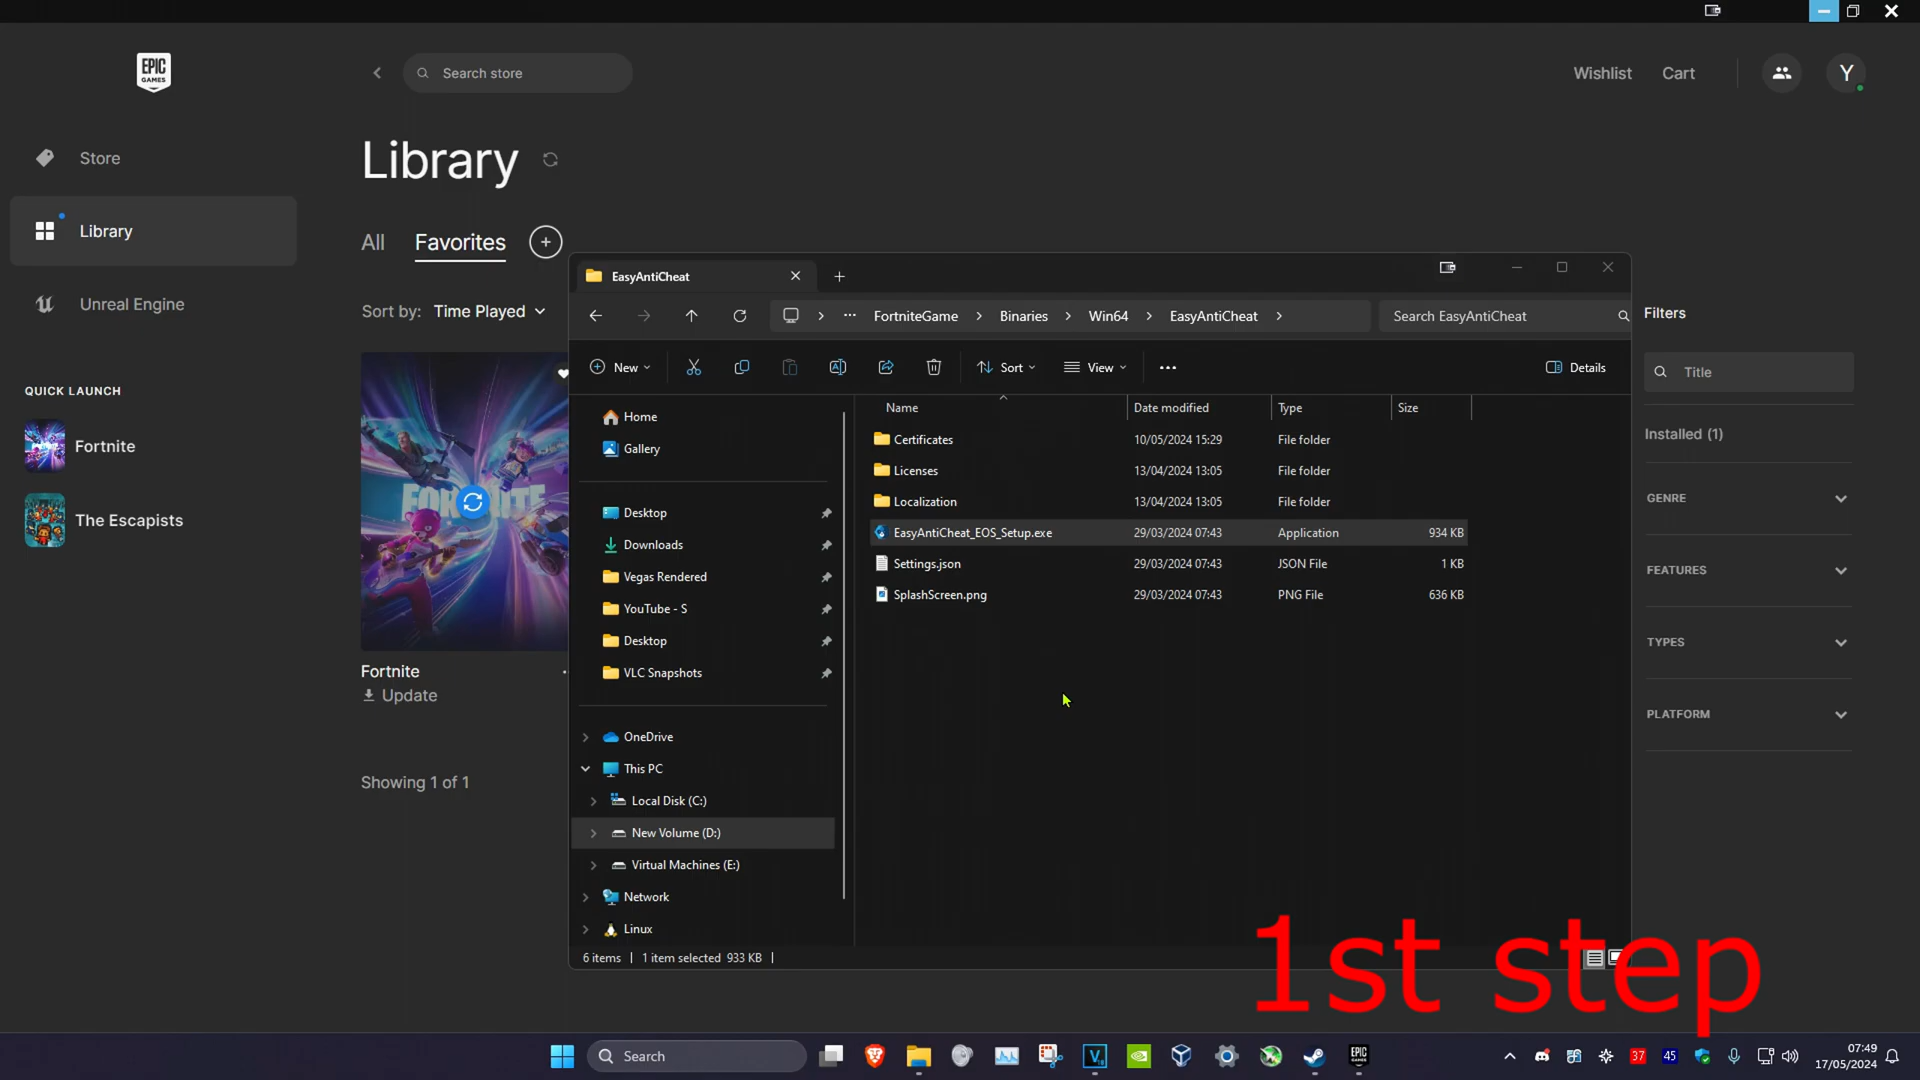 EPIC
GAMES
Search store
Wishlist
Cart
Y
Store
Library
Unreal Engine
QUICK LAUNCH
Fortnite
The Escapists
Library
All
Favorites
Sort by: Time Played
FORTNITE
Fortnite
Update
Showing 1 of 1
EasyAntiCheat
FortniteGame > Binaries > Win64 > EasyAntiCheat >
Search EasyAntiCheat
New
Sort
View
Details
Home
Gallery
Desktop
Downloads
Vegas Rendered
YouTube - S
Desktop
VLC Snapshots
OneDrive
This PC
Local Disk (C:)
New Volume (D:)
Virtual Machines (E:)
Network
Linux
Name Date modified Type Size
Certificates 10/05/2024 15:29 File folder
Licenses 13/04/2024 13:05 File folder
Localization 13/04/2024 13:05 File folder
EasyAntiCheat_EOS_Setup.exe 29/03/2024 07:43 Application 934 KB
Settings.json 29/03/2024 07:43 JSON File 1 KB
SplashScreen.png 29/03/2024 07:43 PNG File 636 KB
6 items | 1 item selected 933 KB |
Filters
Title
Installed (1)
GENRE
FEATURES
TYPES
PLATFORM
1st step
Search
EPIC
37
45
07:49
17/05/2024